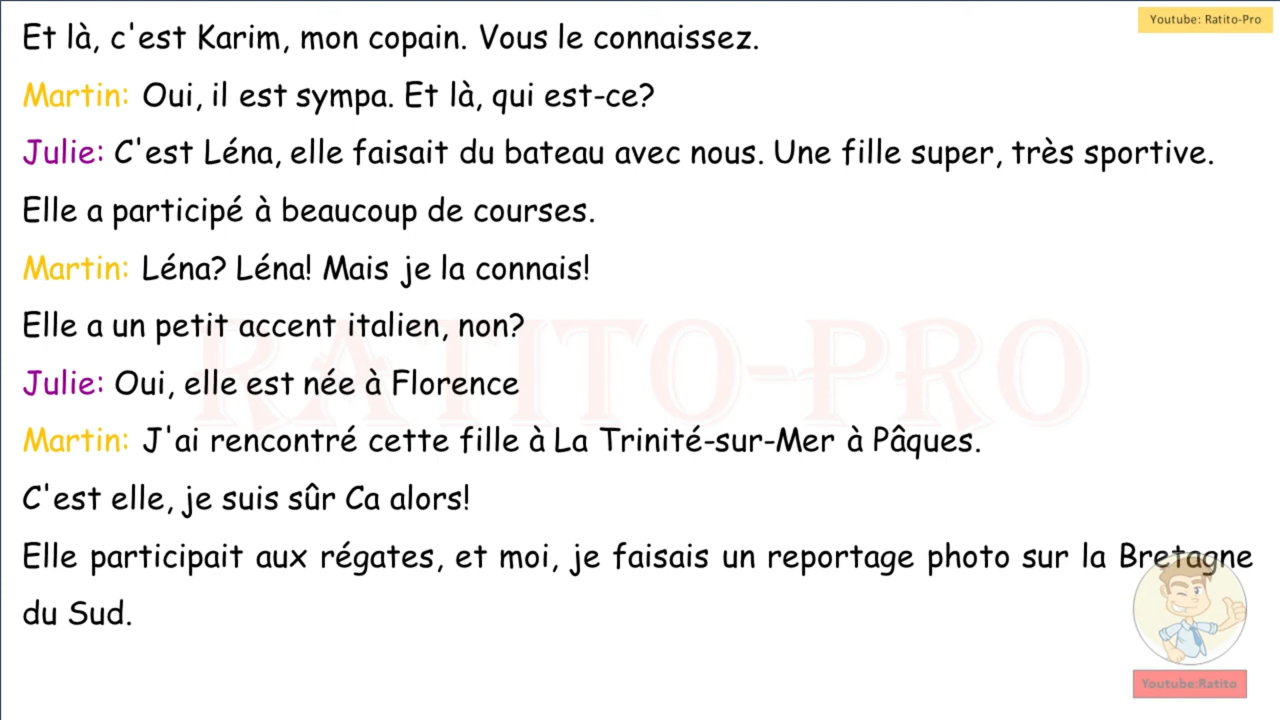 Youtube: Ratito-Pro
Et là, c'est Karim, mon copain. Vous le connaissez.
Martin: Oui, il est sympa. Et là, qui est-ce?
Julie: C'est Léna, elle faisait du bateau avec nous. Une fille super, très sportive.
Elle a participé à beaucoup de courses.
Martin: Léna? Léna! Mais je la connais!
Elle a un petit accent italien, non?
RATITO-PRO
Julie: Oui, elle est née à Florence
Martin: J'ai rencontré cette fille à La Trinité-sur-Mer à Pâques.
C'est elle, je suis sûr Ca alors!
Elle participait aux régates, et moi, je faisais un reportage photo sur la Bretagne
du Sud.
Youtube:Ratito